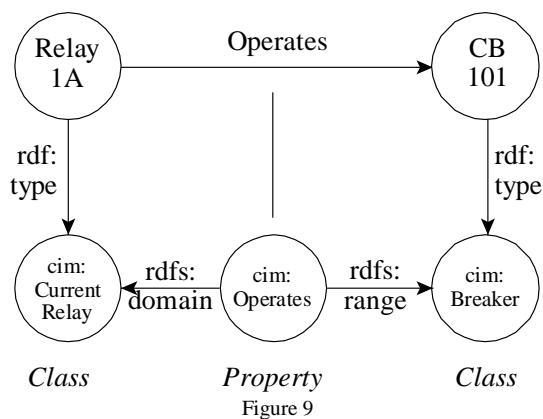 Relay
1A
Operates
CB
101
rdf:
type
rdf:
type
cim:
Current
Relay
rdfs:
domain
cim:
Operates
rdfs:
range
cim:
Breaker
Class
Property
Class
Figure 9